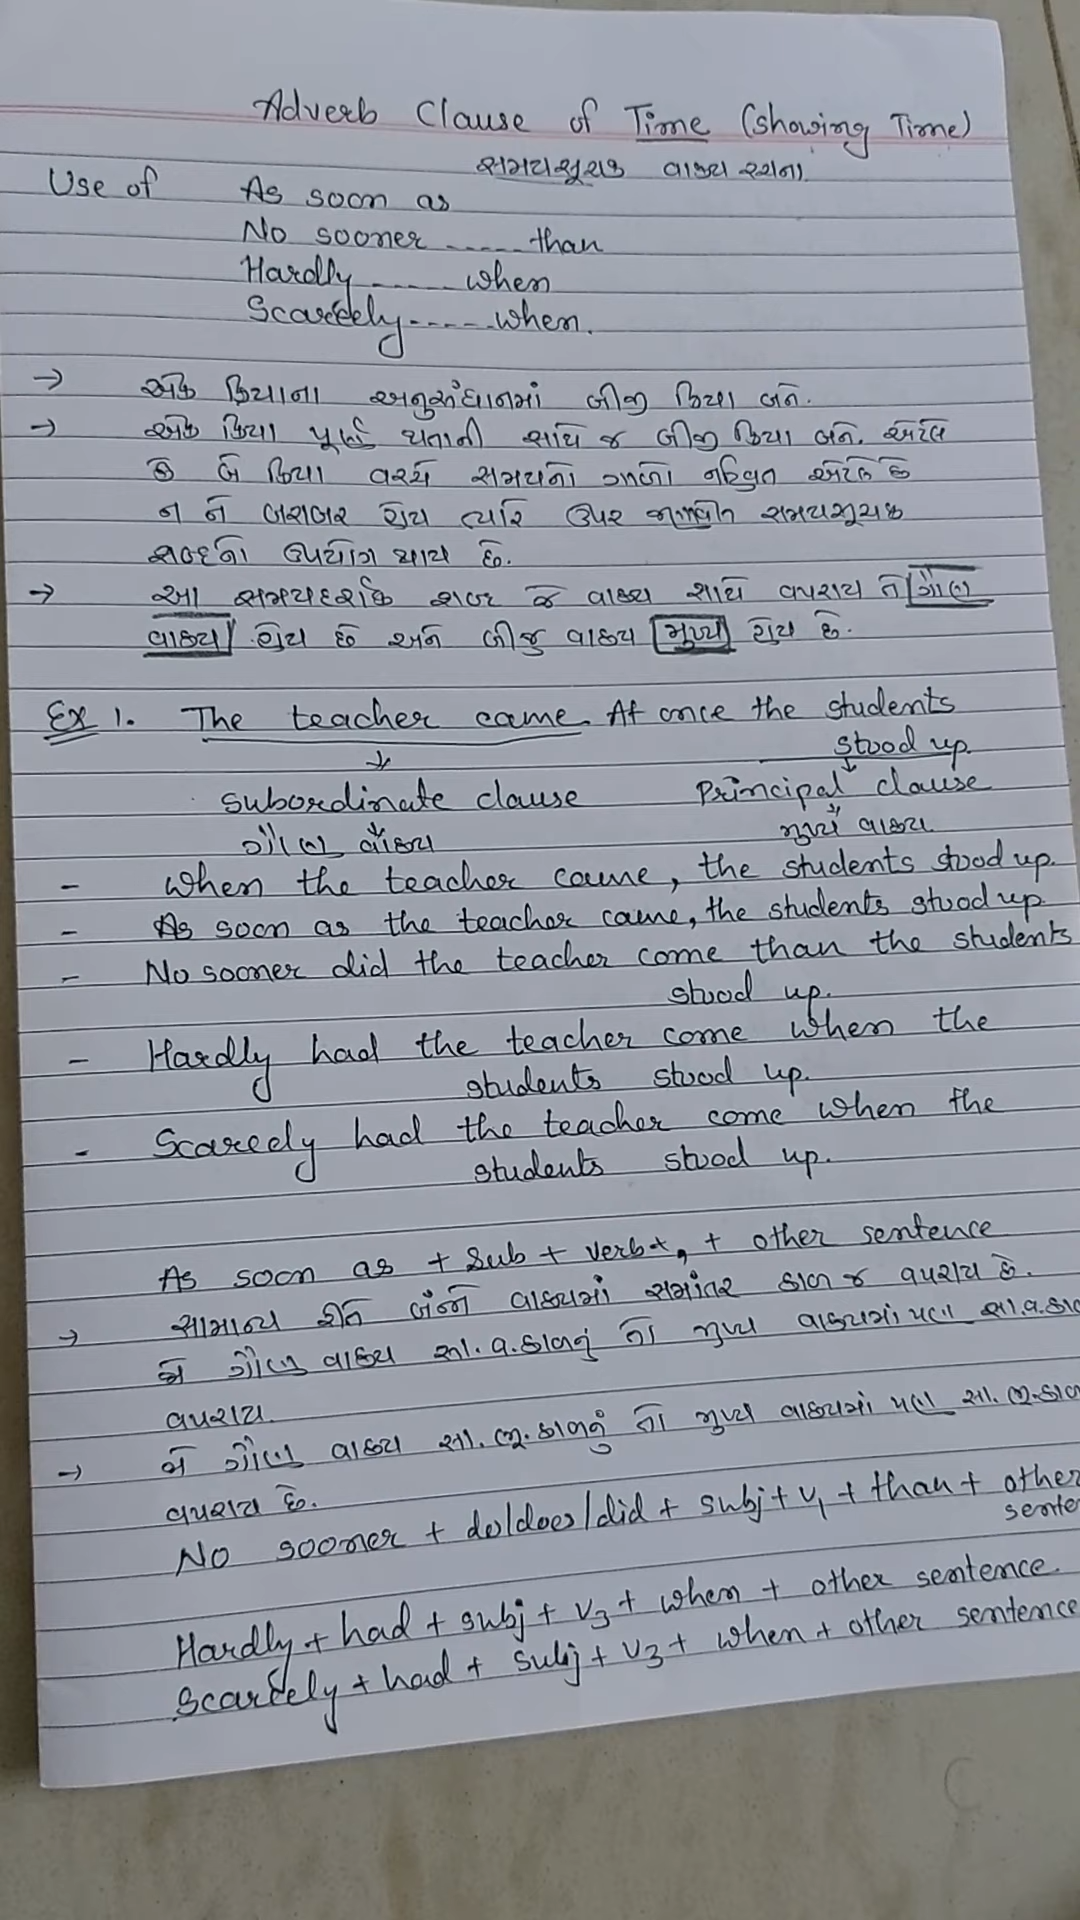 Adverb Clause of Time (showing Time)
સમયસૂચક વાક્ય રચના.
Use of As soon as
No sooner ..... than
Hardly ..... when
Scarcely ..... when.
→ એક ક્રિયાના અનુસંધાનમાં બીજી ક્રિયા બને.
→ એક ક્રિયા પૂર્ણ થતાની સાથે જ બીજી ક્રિયા બને. એટલે
કે બે ક્રિયા વચ્ચે સમયનો ગાળો નહિવત એટલે કે
ન ને બરાબર હોય ત્યારે ઉપર મુજબના સમયસૂચક
શબ્દનો ઉપયોગ થાય છે.
→ આ સમયદર્શક શબ્દ જે વાક્ય સાથે વપરાય તે ગૌણ
વાક્ય હોય છે અને બીજુ વાક્ય મુખ્ય હોય છે.
Ex 1. The teacher came. At once the students
stood up.
subordinate clause Principal clause
ગૌણ વાક્ય મુખ્ય વાક્ય
- when the teacher came, the students stood up.
- As soon as the teacher came, the students stood up.
- No sooner did the teacher come than the students
stood up.
- Hardly had the teacher come when the
students stood up.
- Scarcely had the teacher come when the
students stood up.
As soon as + Sub + verb+, + other sentence
→ સામાન્ય રીતે બંને વાક્યમાં સમાંતર કાળ જ વપરાય છે.
જો ગૌણ વાક્ય સા. વ. કાળનું તો મુખ્ય વાક્યમાં પણ સા. વ. કાળ
વપરાય.
→ જો ગૌણ વાક્ય સા. ભૂ. કાળનું તો મુખ્ય વાક્યમાં પણ સા. ભૂ. કાળ
વપરાય છે.
No sooner + do/does/did + subj + V1 + than + other
senten
Hardly + had + subj + V3 + when + other sentence.
Scarcely + had + subj + V3 + when + other sentence